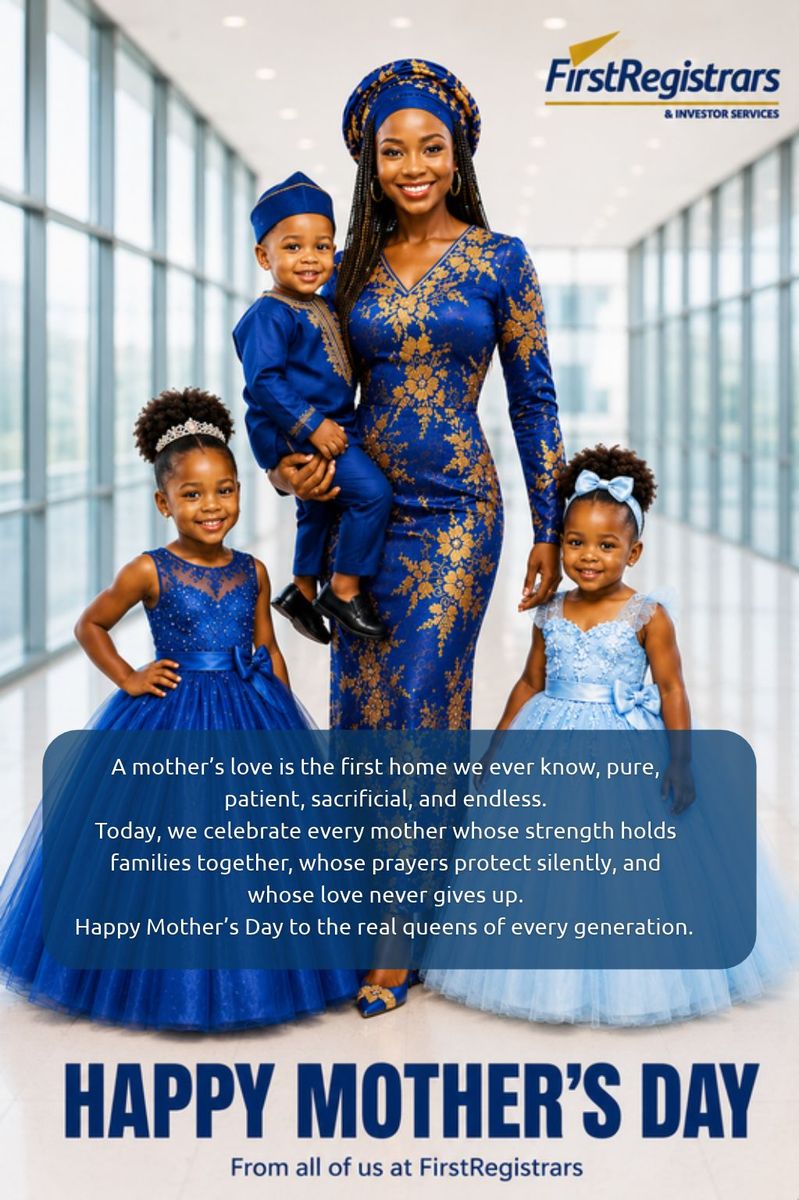 FirstRegistrars
& INVESTOR SERVICES
A mother’s love is the first home we ever know, pure,
patient, sacrificial, and endless.
Today, we celebrate every mother whose strength holds
families together, whose prayers protect silently, and
whose love never gives up.
Happy Mother’s Day to the real queens of every generation.
HAPPY MOTHER’S DAY
From all of us at FirstRegistrars